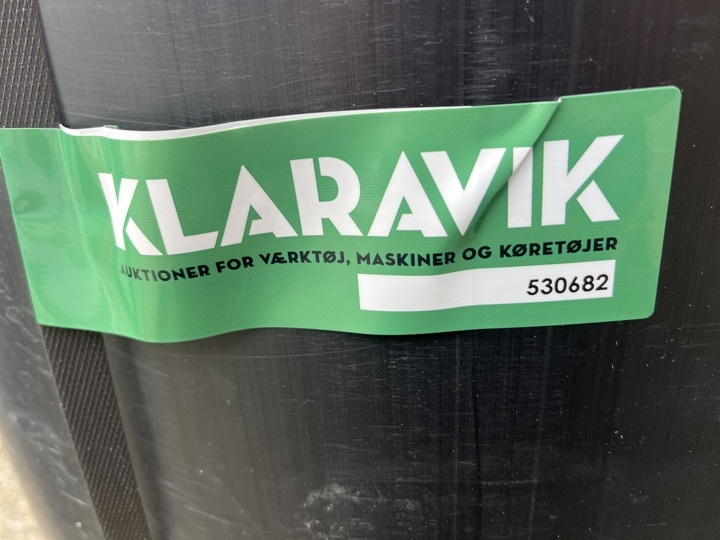 KLARAVIK
AUKTIONER FOR VÆRKTØJ, MASKINER OG KØRETØJER
530682